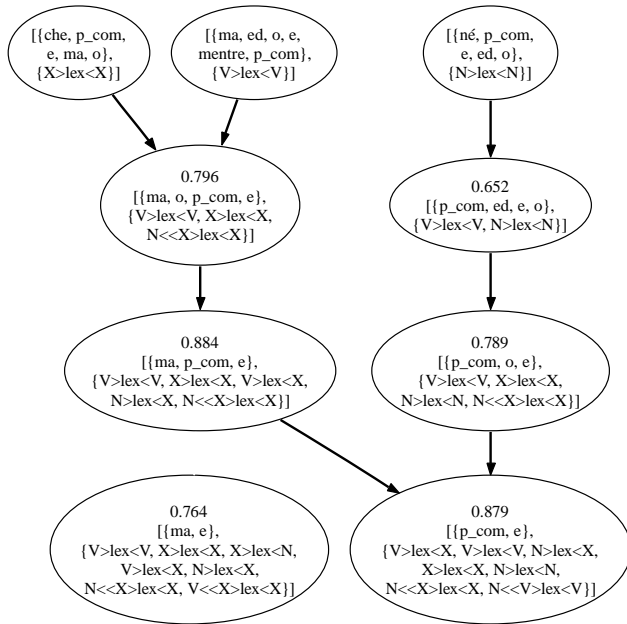 [{che, p_com,
e, ma, o},
{X>lex<X}]
[{ma, ed, o, e,
mentre, p_com},
{V>lex<V}]
[{né, p_com,
e, ed, o},
{N>lex<N}]
0.796
[{ma, o, p_com, e},
{V>lex<V, X>lex<X,
N<<X>lex<X}]
0.652
[{p_com, ed, e, o},
{V>lex<V, N>lex<N}]
0.884
[{ma, p_com, e},
{V>lex<V, X>lex<X, V>lex<X,
N>lex<X, N<<X>lex<X}]
0.789
[{p_com, o, e},
{V>lex<V, X>lex<X,
N>lex<N, N<<X>lex<X}]
0.764
[{ma, e},
{V>lex<V, X>lex<X, X>lex<N,
V>lex<X, N>lex<X,
N<<X>lex<X, V<<X>lex<X}]
0.879
[{p_com, e},
{V>lex<X, V>lex<V, N>lex<X,
X>lex<X, N>lex<N,
N<<X>lex<X, N<<V>lex<V}]